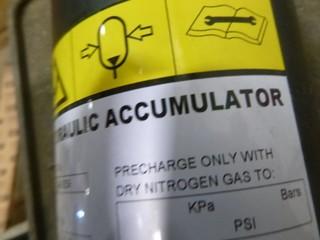 RAULIC ACCUMULATOR
PRECHARGE ONLY WITH
DRY NITROGEN GAS TO:
KPa Bars
PSI